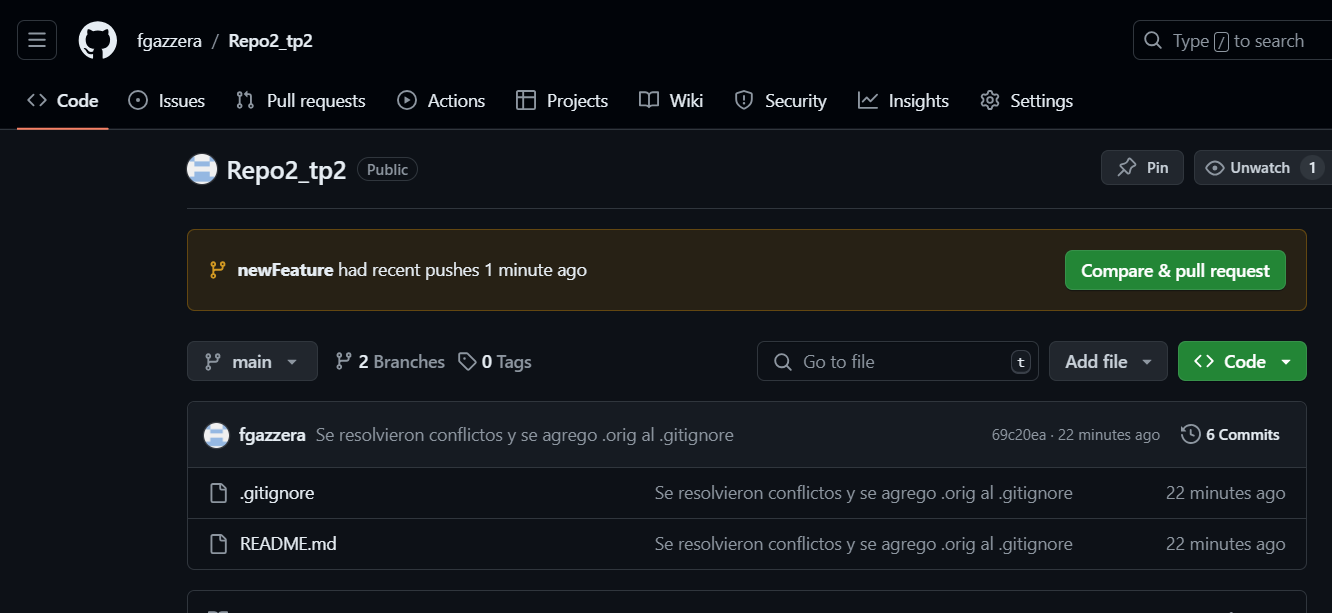 fgazzera / Repo2_tp2
Type / to search
Code Issues Pull requests Actions Projects Wiki Security Insights Settings
Repo2_tp2 Public
Pin Unwatch 1
newFeature had recent pushes 1 minute ago
Compare & pull request
main 2 Branches 0 Tags
Go to file t
Add file
Code
fgazzera Se resolvieron conflictos y se agrego .orig al .gitignore 69c20ea · 22 minutes ago 6 Commits
.gitignore Se resolvieron conflictos y se agrego .orig al .gitignore 22 minutes ago
README.md Se resolvieron conflictos y se agrego .orig al .gitignore 22 minutes ago